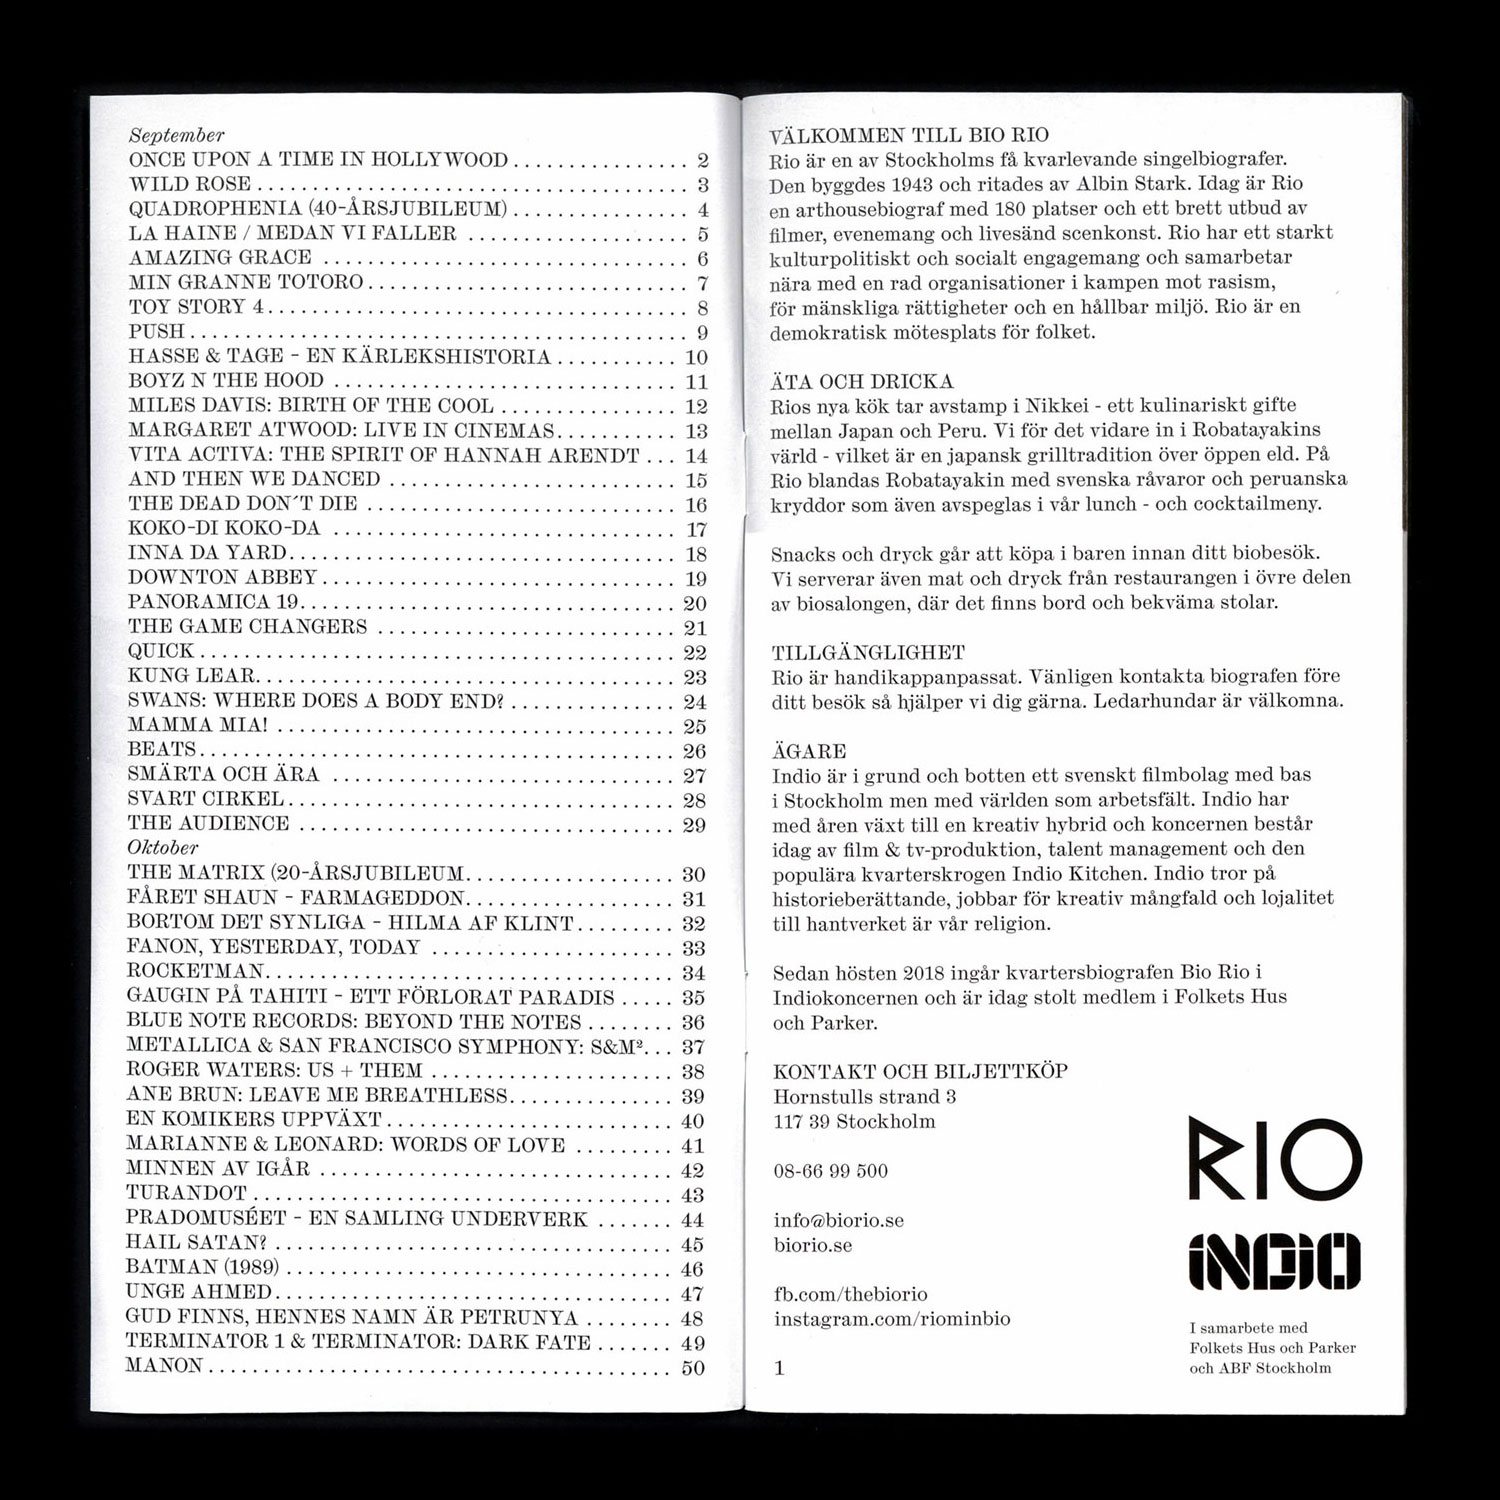 September
ONCE UPON A TIME IN HOLLYWOOD ................ 2
WILD ROSE ........................................ 3
QUADROPHENIA (40-ÅRSJUBILEUM) ................ 4
LA HAINE / MEDAN VI FALLER .................... 5
AMAZING GRACE .................................. 6
MIN GRANNE TOTORO .............................. 7
TOY STORY 4 ....................................... 8
PUSH .............................................. 9
HASSE & TAGE - EN KÄRLEKSHISTORIA ........... 10
BOYZ N THE HOOD ................................ 11
MILES DAVIS: BIRTH OF THE COOL ................ 12
MARGARET ATWOOD: LIVE IN CINEMAS ........... 13
VITA ACTIVA: THE SPIRIT OF HANNAH ARENDT ... 14
AND THEN WE DANCED .......................... 15
THE DEAD DON´T DIE ............................ 16
KOKO-DI KOKO-DA ............................... 17
INNA DA YARD ................................... 18
DOWNTON ABBEY ................................ 19
PANORAMICA 19 .................................. 20
THE GAME CHANGERS ........................... 21
QUICK ............................................ 22
KUNG LEAR ...................................... 23
SWANS: WHERE DOES A BODY END? ............... 24
MAMMA MIA! .................................... 25
BEATS ............................................ 26
SMÄRTA OCH ÄRA ............................... 27
SVART CIRKEL ................................... 28
THE AUDIENCE .................................. 29
Oktober
THE MATRIX (20-ÅRSJUBILEUM ................... 30
FÅRET SHAUN - FARMAGEDDON ................... 31
BORTOM DET SYNLIGA - HILMA AF KLINT ......... 32
FANON, YESTERDAY, TODAY ...................... 33
ROCKETMAN ..................................... 34
GAUGIN PÅ TAHITI - ETT FÖRLORAT PARADIS ..... 35
BLUE NOTE RECORDS: BEYOND THE NOTES ........ 36
METALLICA & SAN FRANCISCO SYMPHONY: S&M² ... 37
ROGER WATERS: US + THEM ...................... 38
ANE BRUN: LEAVE ME BREATHLESS ............... 39
EN KOMIKERS UPPVÄXT .......................... 40
MARIANNE & LEONARD: WORDS OF LOVE ......... 41
MINNEN AV IGÅR ................................ 42
TURANDOT ...................................... 43
PRADOMUSÉET - EN SAMLING UNDERVERK ....... 44
HAIL SATAN? .................................... 45
BATMAN (1989) ................................... 46
UNGE AHMED .................................... 47
GUD FINNS, HENNES NAMN ÄR PETRUNYA ........ 48
TERMINATOR 1 & TERMINATOR: DARK FATE ....... 49
MANON .......................................... 50
VÄLKOMMEN TILL BIO RIO
Rio är en av Stockholms få kvarlevande singelbiografer.
Den byggdes 1943 och ritades av Albin Stark. Idag är Rio
en arthousebiograf med 180 platser och ett brett utbud av
filmer, evenemang och livesänd scenkonst. Rio har ett starkt
kulturpolitiskt och socialt engagemang och samarbetar
nära med en rad organisationer i kampen mot rasism,
för mänskliga rättigheter och en hållbar miljö. Rio är en
demokratisk mötesplats för folket.
ÄTA OCH DRICKA
Rios nya kök tar avstamp i Nikkei - ett kulinariskt gifte
mellan Japan och Peru. Vi för det vidare in i Robatayakins
värld - vilket är en japansk grilltradition över öppen eld. På
Rio blandas Robatayakin med svenska råvaror och peruanska
kryddor som även avspeglas i vår lunch - och cocktailmeny.
Snacks och dryck går att köpa i baren innan ditt biobesök.
Vi serverar även mat och dryck från restaurangen i övre delen
av biosalongen, där det finns bord och bekväma stolar.
TILLGÄNGLIGHET
Rio är handikappanpassat. Vänligen kontakta biografen före
ditt besök så hjälper vi dig gärna. Ledarhundar är välkomna.
ÄGARE
Indio är i grund och botten ett svenskt filmbolag med bas
i Stockholm men med världen som arbetsfält. Indio har
med åren växt till en kreativ hybrid och koncernen består
idag av film & tv-produktion, talent management och den
populära kvarterskrogen Indio Kitchen. Indio tror på
historieberättande, jobbar för kreativ mångfald och lojalitet
till hantverket är vår religion.
Sedan hösten 2018 ingår kvartersbiografen Bio Rio i
Indiokoncernen och är idag stolt medlem i Folkets Hus
och Parker.
KONTAKT OCH BILJETTKÖP
Hornstulls strand 3
117 39 Stockholm
08-66 99 500
info@biorio.se
biorio.se
fb.com/thebiorio
instagram.com/riominbio
1
RIO
INDIO
I samarbete med
Folkets Hus och Parker
och ABF Stockholm